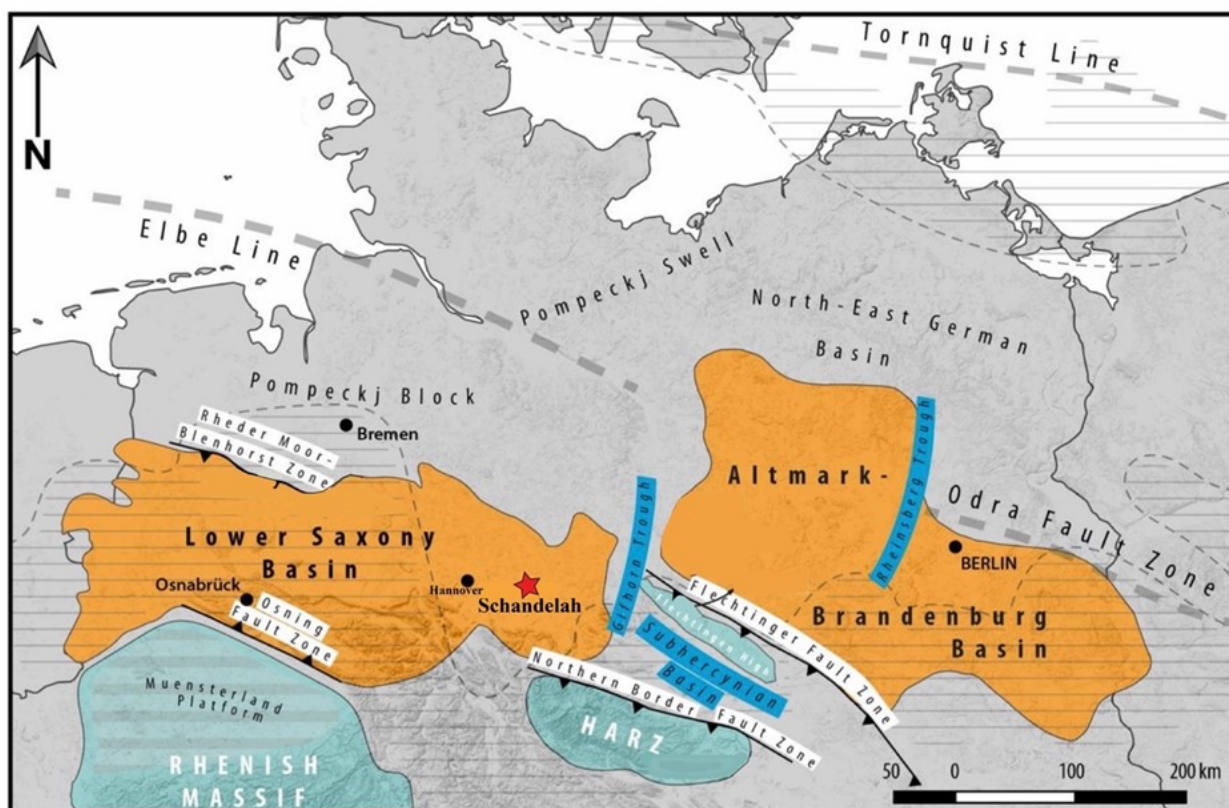 Tornquist Line
N
Elbe Line
Pompeckj Swell
North-East German
Basin
Pompeckj Block
Rheder Moor-
Blenhorst Zone
Bremen
Altmark-
Rheinsberg Trough
Odra Fault Zone
Gifhorn Trough
Lower Saxony
Basin
BERLIN
Osnabrück
Hannover
Schandelah
Osning
Fault Zone
Flechtinger Fault Zone
Flechtingen High
Brandenburg
Basin
Subhercynian
Basin
Northern Border
Fault Zone
Muensterland
Platform
HARZ
RHENISH
MASSIF
50 0 100 200 km